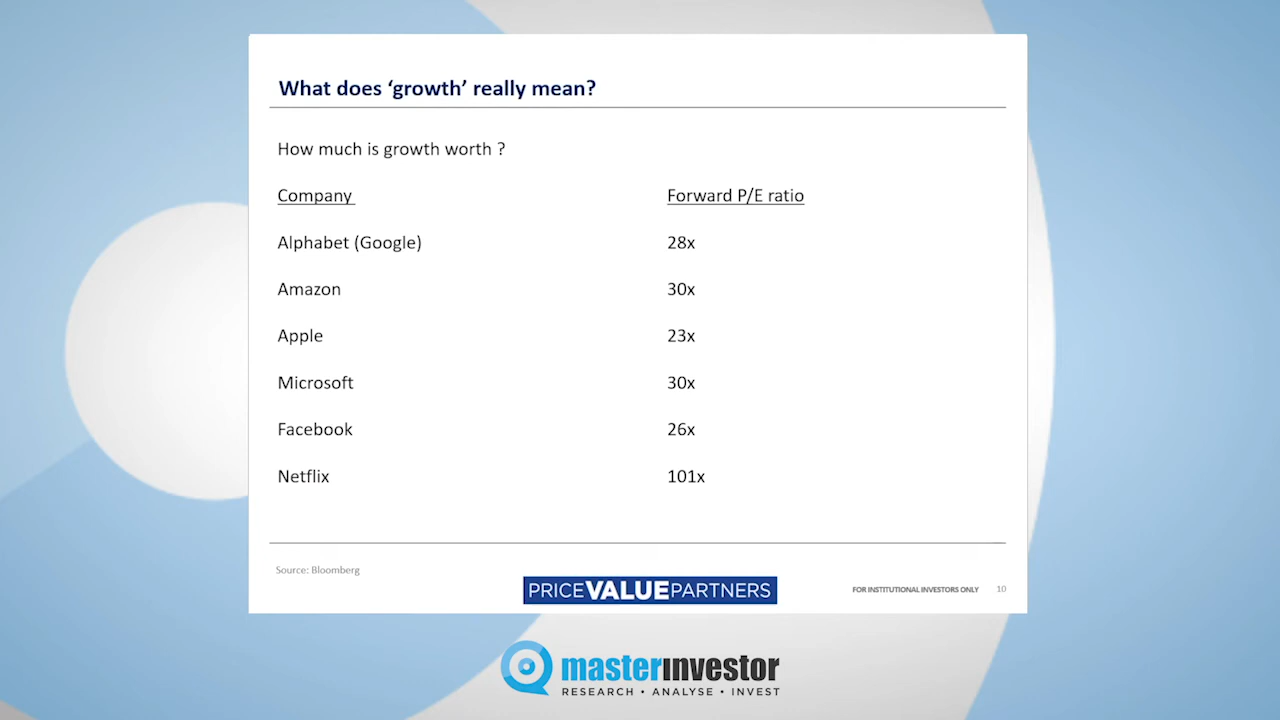 What does ‘growth’ really mean?
How much is growth worth ?
Company Forward P/E ratio
Alphabet (Google) 28x
Amazon 30x
Apple 23x
Microsoft 30x
Facebook 26x
Netflix 101x
Source: Bloomberg
PRICEVALUEPARTNERS
FOR INSTITUTIONAL INVESTORS ONLY 10
masterinvestor
RESEARCH • ANALYSE • INVEST